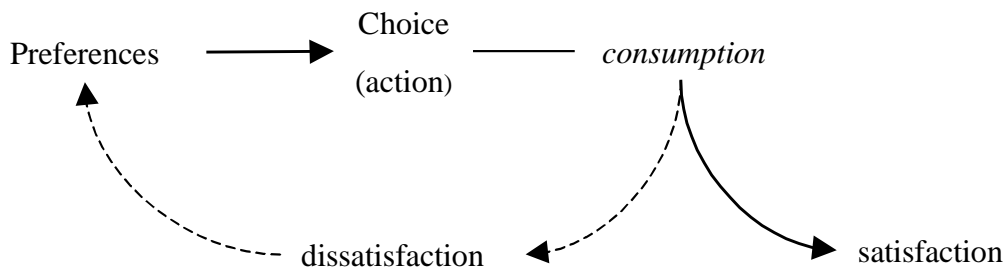 Choice
Preferences
consumption
(action)
dissatisfaction
satisfaction